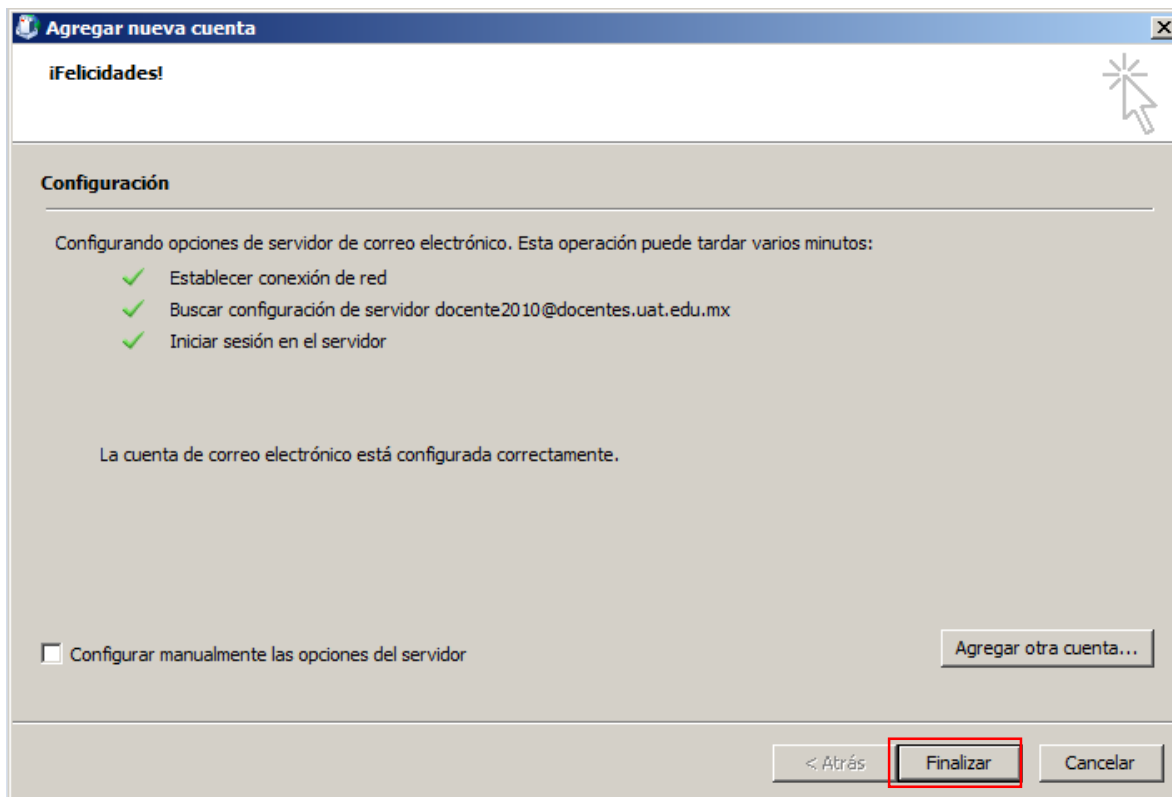 Agregar nueva cuenta
¡Felicidades!
Configuración
Configurando opciones de servidor de correo electrónico. Esta operación puede tardar varios minutos:
Establecer conexión de red
Buscar configuración de servidor docente2010@docentes.uat.edu.mx
Iniciar sesión en el servidor
La cuenta de correo electrónico está configurada correctamente.
Configurar manualmente las opciones del servidor
Agregar otra cuenta...
< Atrás
Finalizar
Cancelar